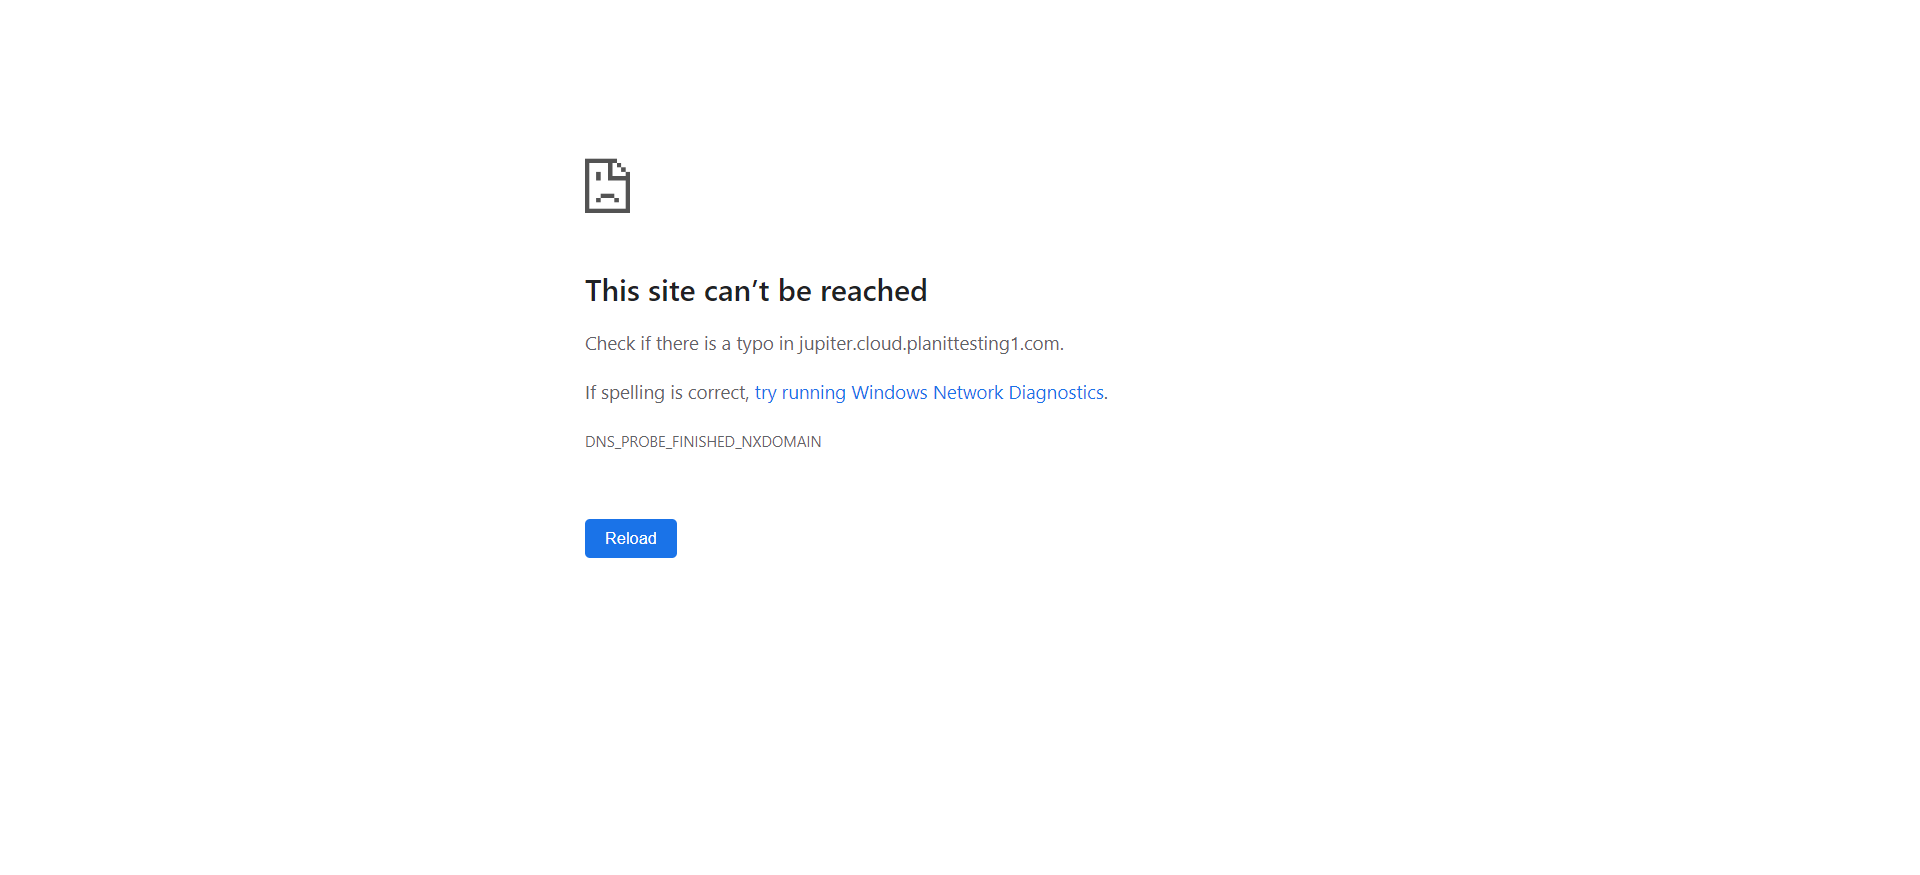 This site can’t be reached
Check if there is a typo in jupiter.cloud.planittesting1.com.
If spelling is correct, try running Windows Network Diagnostics.
DNS_PROBE_FINISHED_NXDOMAIN
Reload